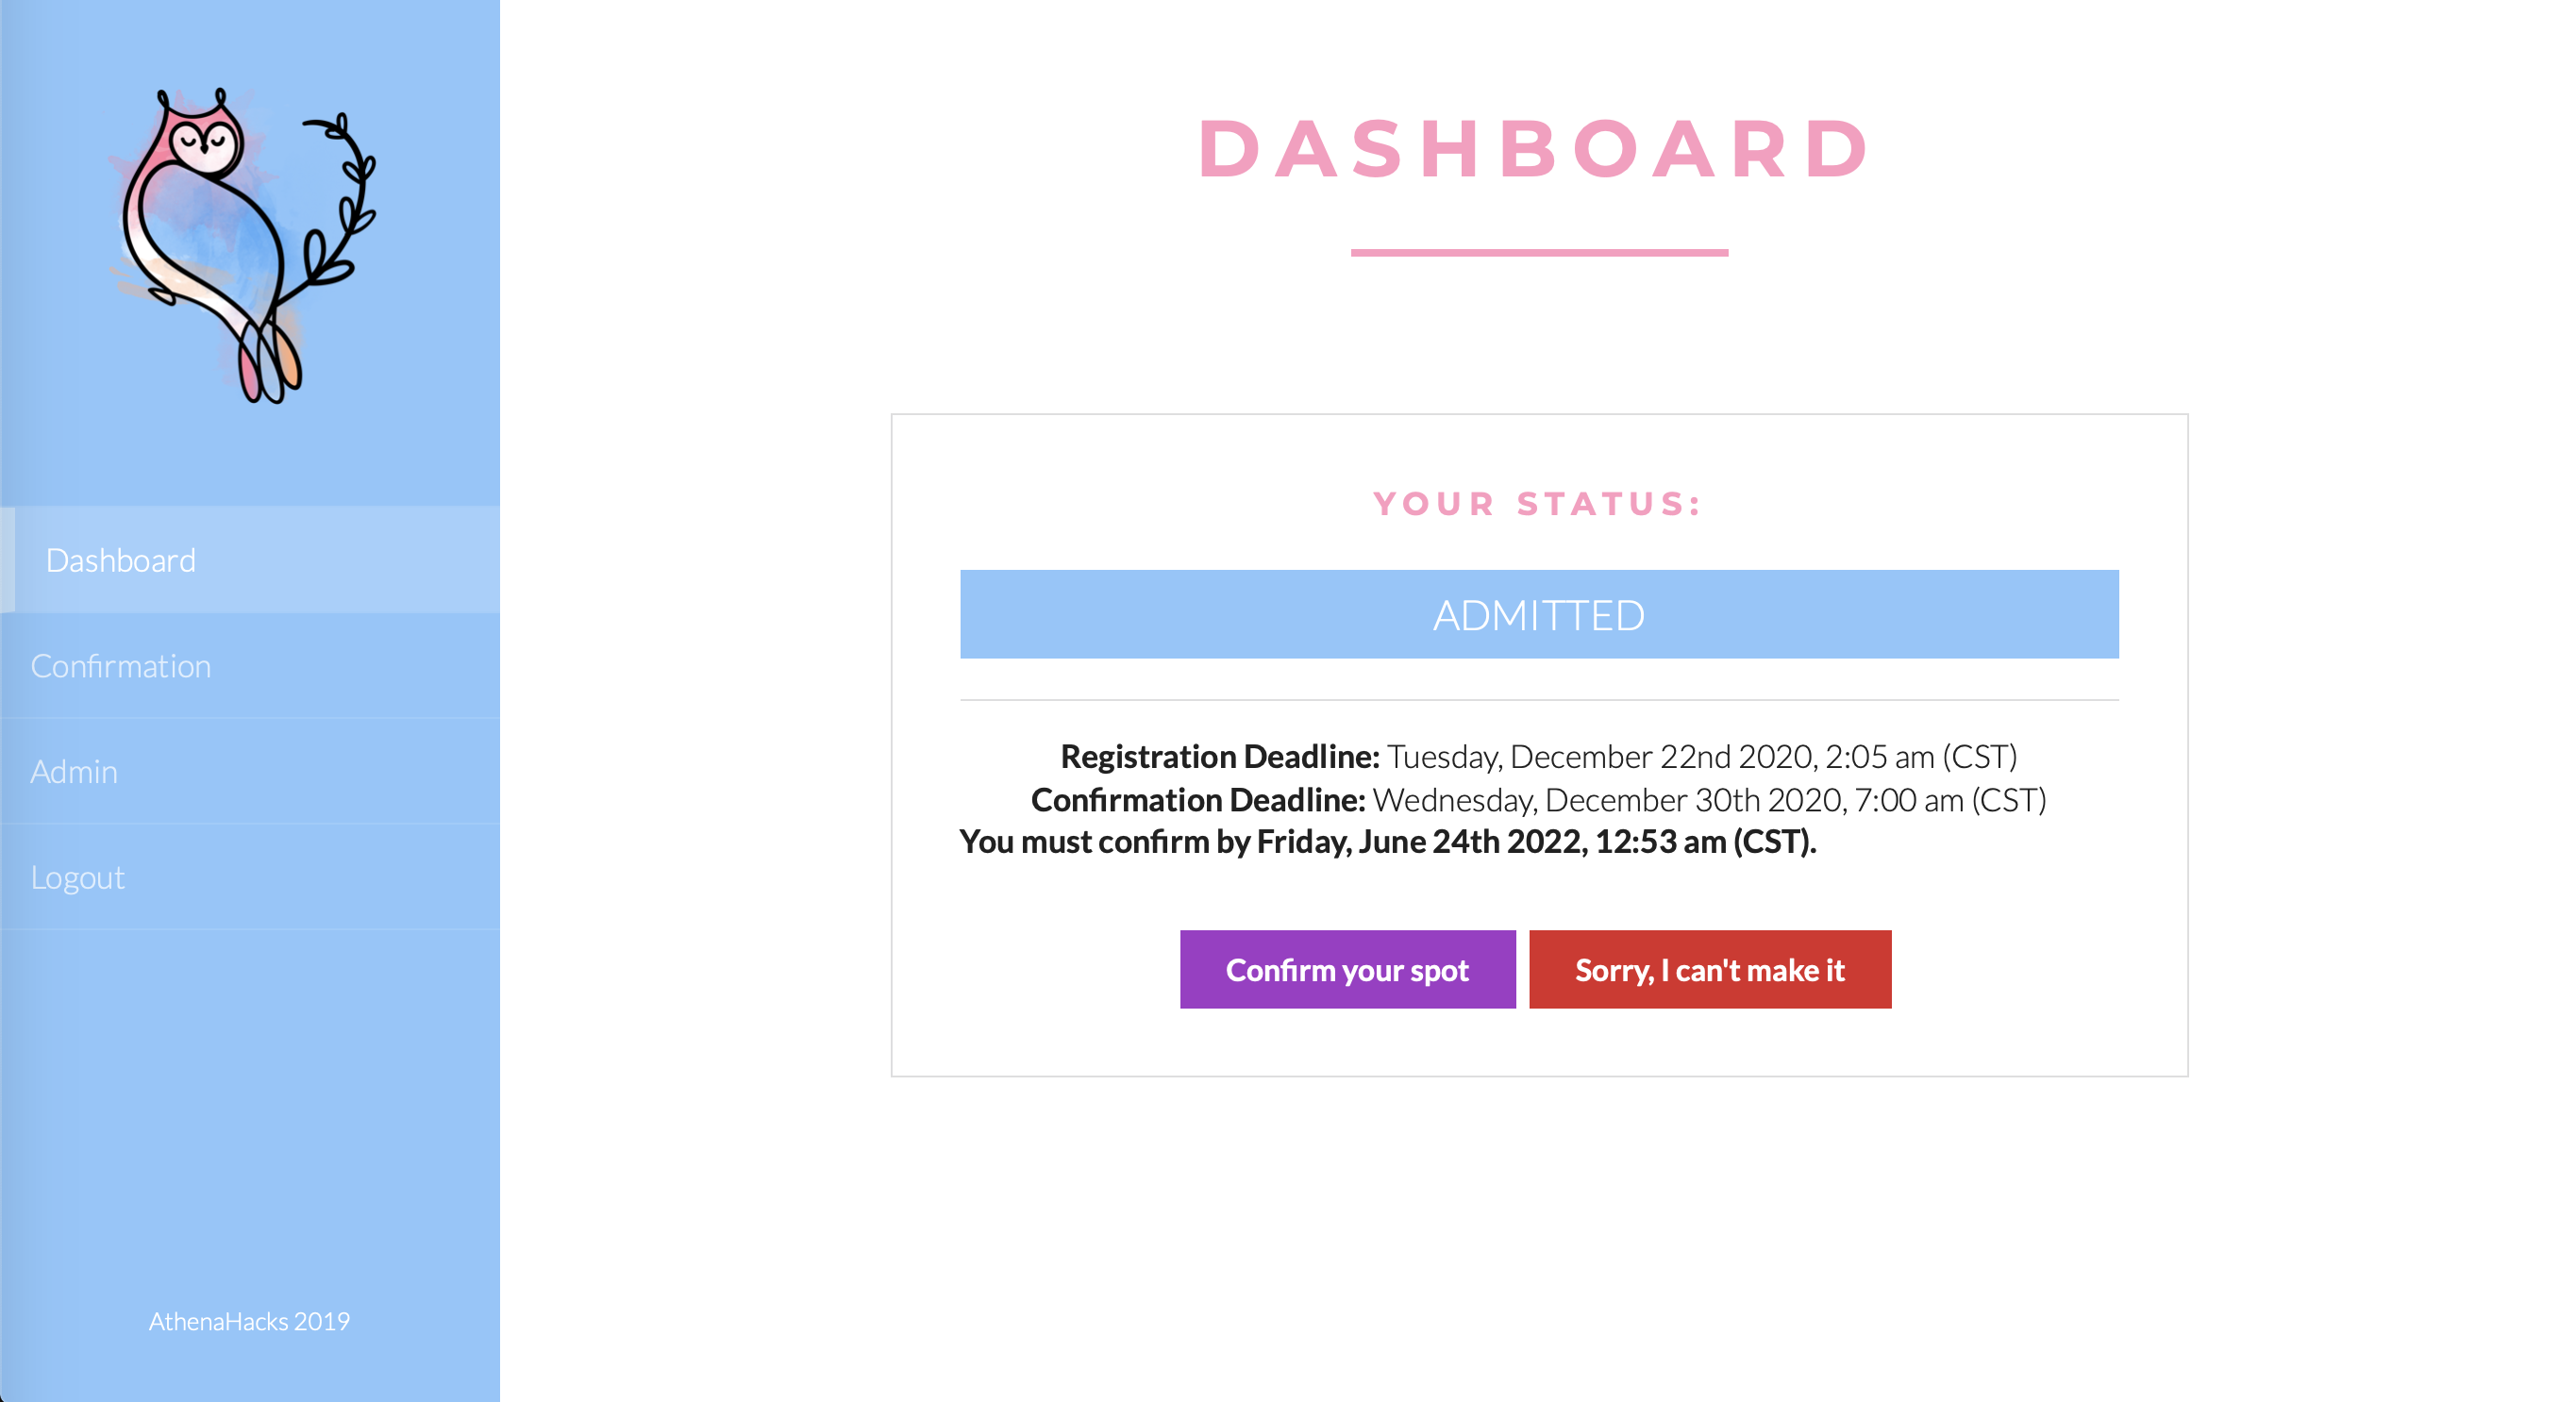 Dashboard
Confirmation
Admin
Logout
AthenaHacks 2019
DASHBOARD
YOUR STATUS:
ADMITTED
Registration Deadline: Tuesday, December 22nd 2020, 2:05 am (CST)
Confirmation Deadline: Wednesday, December 30th 2020, 7:00 am (CST)
You must confirm by Friday, June 24th 2022, 12:53 am (CST).
Confirm your spot
Sorry, I can't make it